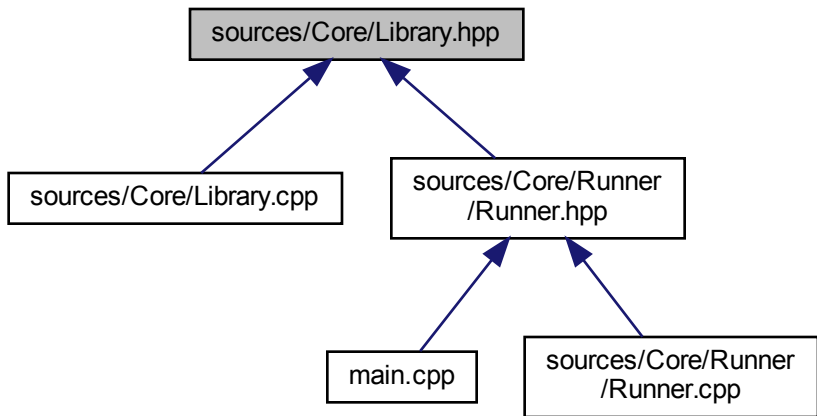 sources/Core/Library.hpp
sources/Core/Library.cpp
sources/Core/Runner
/Runner.hpp
main.cpp
sources/Core/Runner
/Runner.cpp